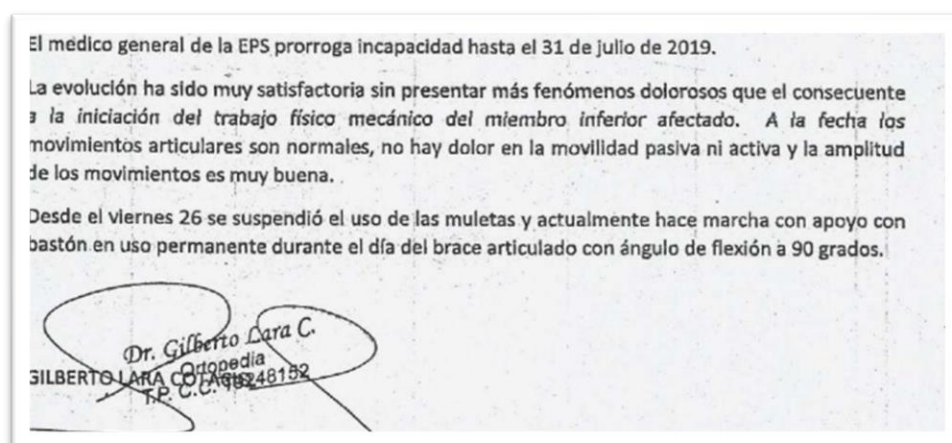 El medico general de la EPS prorroga incapacidad hasta el 31 de julio de 2019.
La evolución ha sido muy satisfactoria sin presentar más fenómenos dolorosos que el consecuente
a la iniciación del trabajo físico mecánico del miembro inferior afectado. A la fecha los
movimientos articulares son normales, no hay dolor en la movilidad pasiva ni activa y la amplitud
de los movimientos es muy buena.
Desde el viernes 26 se suspendió el uso de las muletas y actualmente hace marcha con apoyo con
bastón en uso permanente durante el día del brace articulado con ángulo de flexión a 90 grados.
Dr. Gilberto Lara C.
Ortopedia
GILBERTO LARA
T.P. C.C.